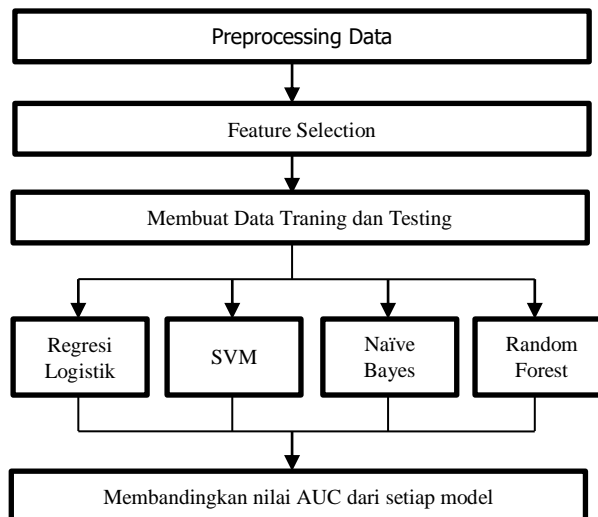 Preprocessing Data
Feature Selection
Membuat Data Traning dan Testing
Regresi
Logistik
SVM
Naïve
Bayes
Random
Forest
Membandingkan nilai AUC dari setiap model